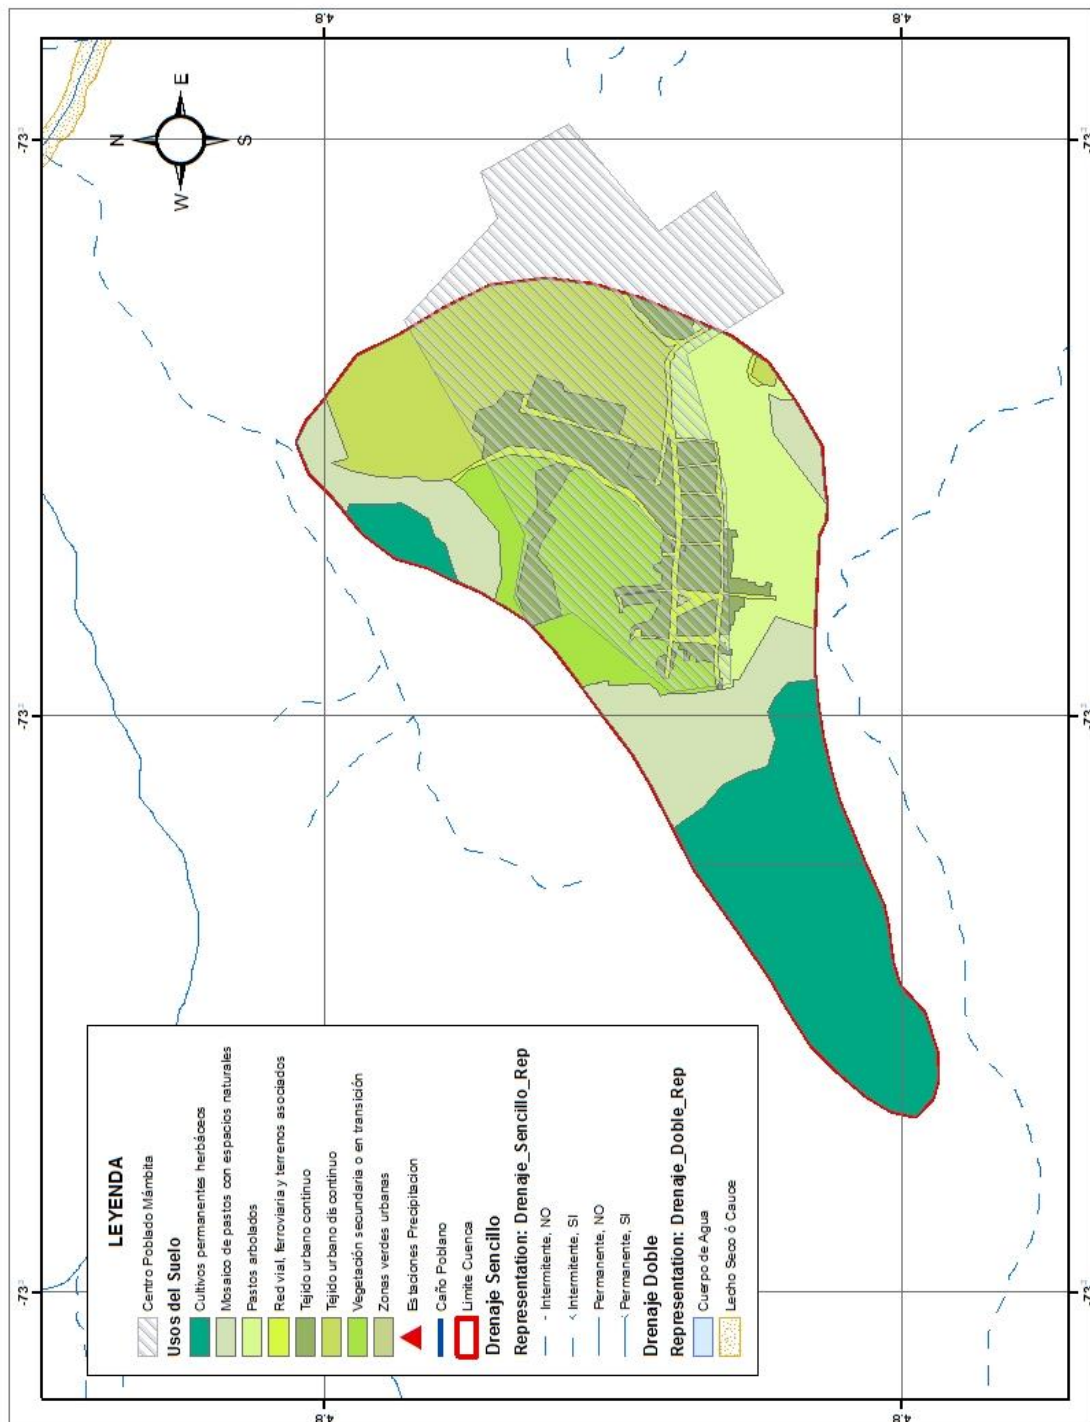 -73°
-73°
-73°
4.8
4.8
N
W
E
S
LEYENDA
Centro Poblado Mámbita
Usos del Suelo
Cultivos permanentes herbáceos
Mosaico de pastos con espacios naturales
Pastos arbolados
Red vial, ferroviaria y terrenos asociados
Tejido urbano continuo
Tejido urbano discontinuo
Vegetación secundaria o en transición
Zonas verdes urbanas
Estaciones Precipitacion
Caño Poblano
Limite Cuenca
Drenaje Sencillo
Representation: Drenaje_Sencillo_Rep
Intermitente, NO
Intermitente, SI
Permanente, NO
Permanente, SI
Drenaje Doble
Representation: Drenaje_Doble_Rep
Cuerpo de Agua
Lecho Seco ó Cauce
4.8
4.8
-73°
-73°
-73°